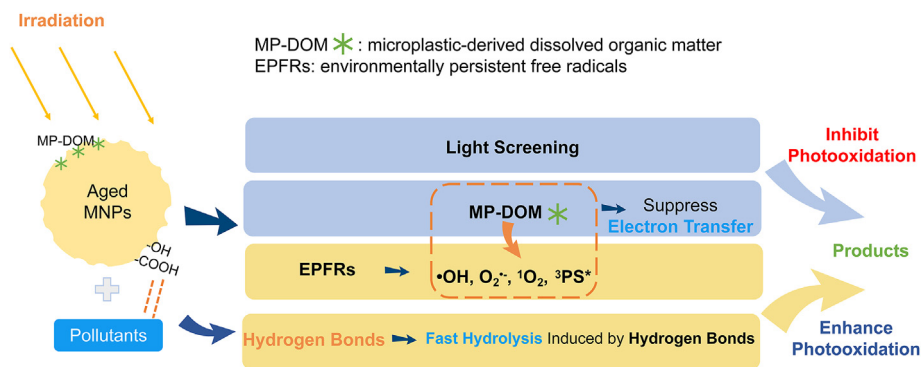 Irradiation
MP-DOM ✳ : microplastic-derived dissolved organic matter
EPFRs: environmentally persistent free radicals
MP-DOM
Aged
MNPs
-OH
-COOH
Pollutants
Light Screening
MP-DOM
Suppress
Electron Transfer
EPFRs
•OH, O₂•-, ¹O₂, ³PS*
Hydrogen Bonds
Fast Hydrolysis Induced by Hydrogen Bonds
Inhibit
Photooxidation
Products
Enhance
Photooxidation